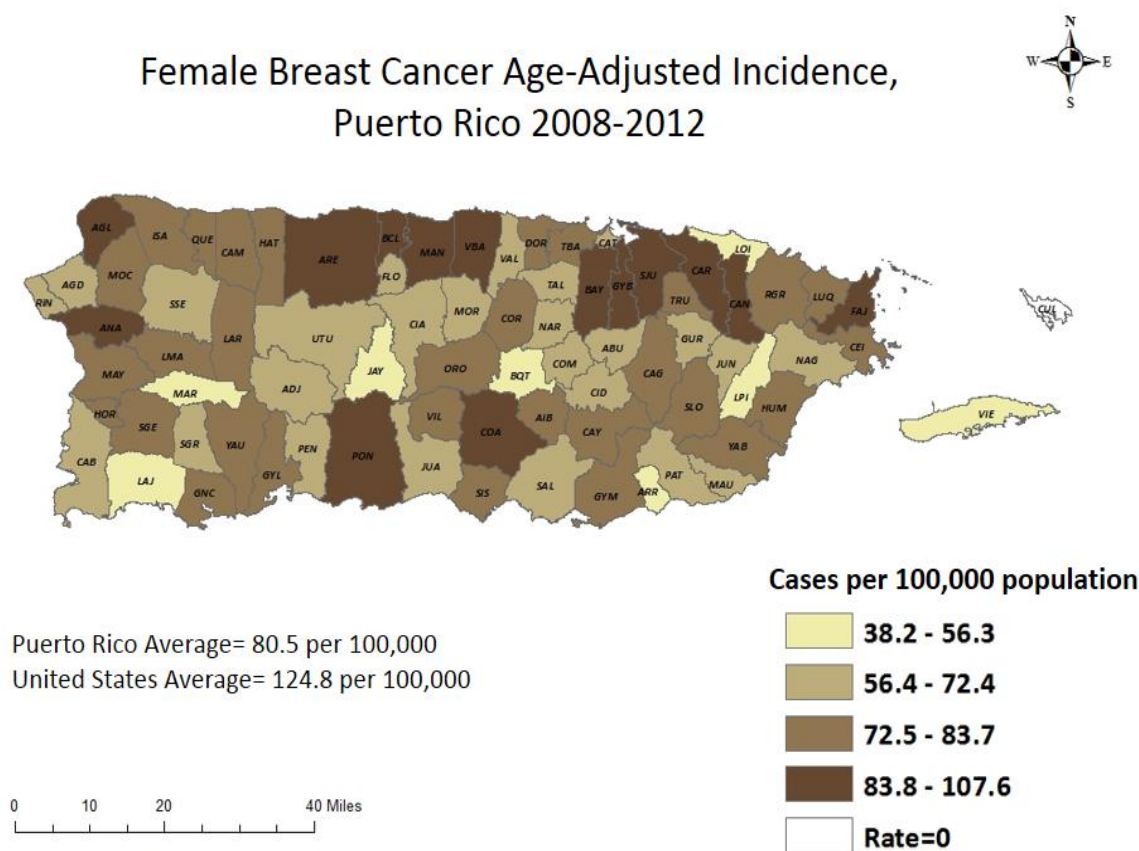 N
W E
S
Female Breast Cancer Age-Adjusted Incidence,
Puerto Rico 2008-2012
AGL ISA QUE CAM HAT ARE BCL MAN VBA VAL DOR TBA CAT LOI
MOC AGD RIN SSE FLO TAL BAY GYB SJU CAR CAN TRU RGR LUQ FAJ CUL
ANA LAR UTU CIA MOR COR NAR ABU GUR CEI
MAY LMA JAY ORO BQT COM CAG JUN NAG
MAR ADJ CID SLO LPI HUM VIE
HOR SGE SGR YAU PEN PON VIL COA AIB CAY YAB
CAB LAJ GNC GYL JUA SIS SAL GYM ARR PAT MAU
Cases per 100,000 population
38.2 - 56.3
56.4 - 72.4
72.5 - 83.7
83.8 - 107.6
Rate=0
Puerto Rico Average= 80.5 per 100,000
United States Average= 124.8 per 100,000
0 10 20 40 Miles